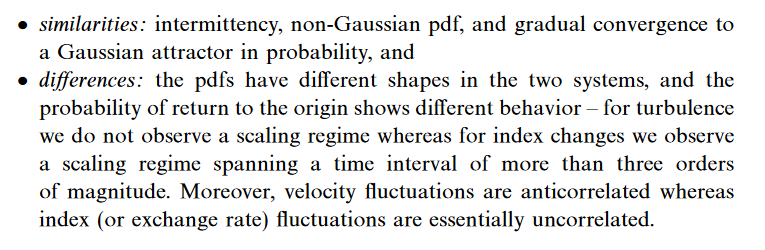 • similarities: intermittency, non-Gaussian pdf, and gradual convergence to
a Gaussian attractor in probability, and
• differences: the pdfs have different shapes in the two systems, and the
probability of return to the origin shows different behavior – for turbulence
we do not observe a scaling regime whereas for index changes we observe
a scaling regime spanning a time interval of more than three orders
of magnitude. Moreover, velocity fluctuations are anticorrelated whereas
index (or exchange rate) fluctuations are essentially uncorrelated.